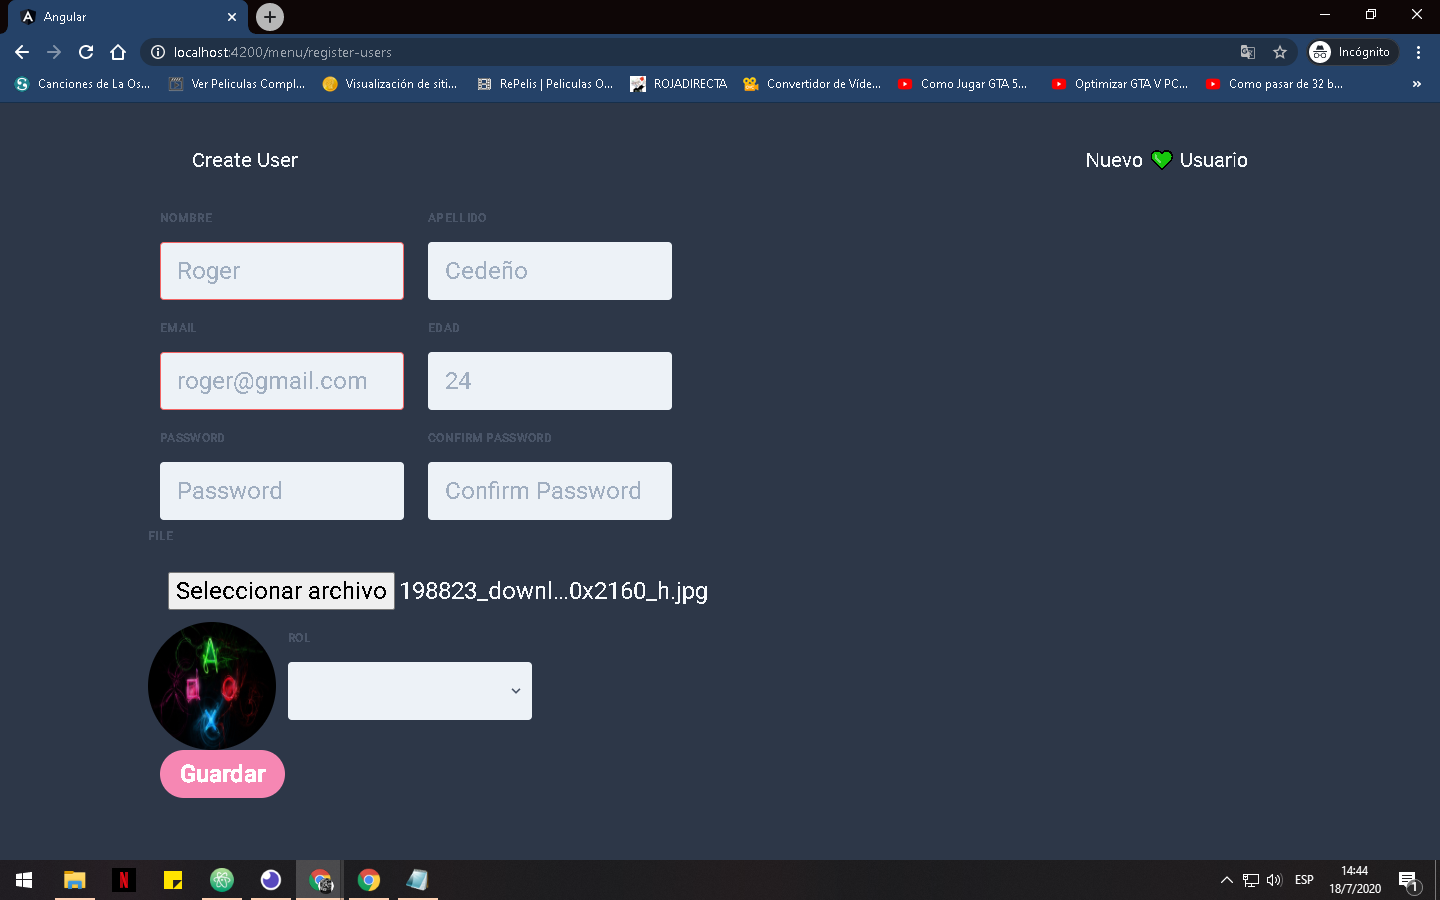 Angular
localhost:4200/menu/register-users
Incógnito
Canciones de La Os...
Ver Peliculas Compl...
Visualización de siti...
RePelis | Peliculas O...
ROJADIRECTA
Convertidor de Víde...
Como Jugar GTA 5...
Optimizar GTA V PC...
Como pasar de 32 b...
»
Create User
Nuevo 💚 Usuario
NOMBRE
APELLIDO
Roger
Cedeño
EMAIL
EDAD
roger@gmail.com
24
PASSWORD
CONFIRM PASSWORD
Password
Confirm Password
FILE
Seleccionar archivo 198823_downl...0x2160_h.jpg
A
X
ROL
Guardar
N
ESP
14:44
18/7/2020
1